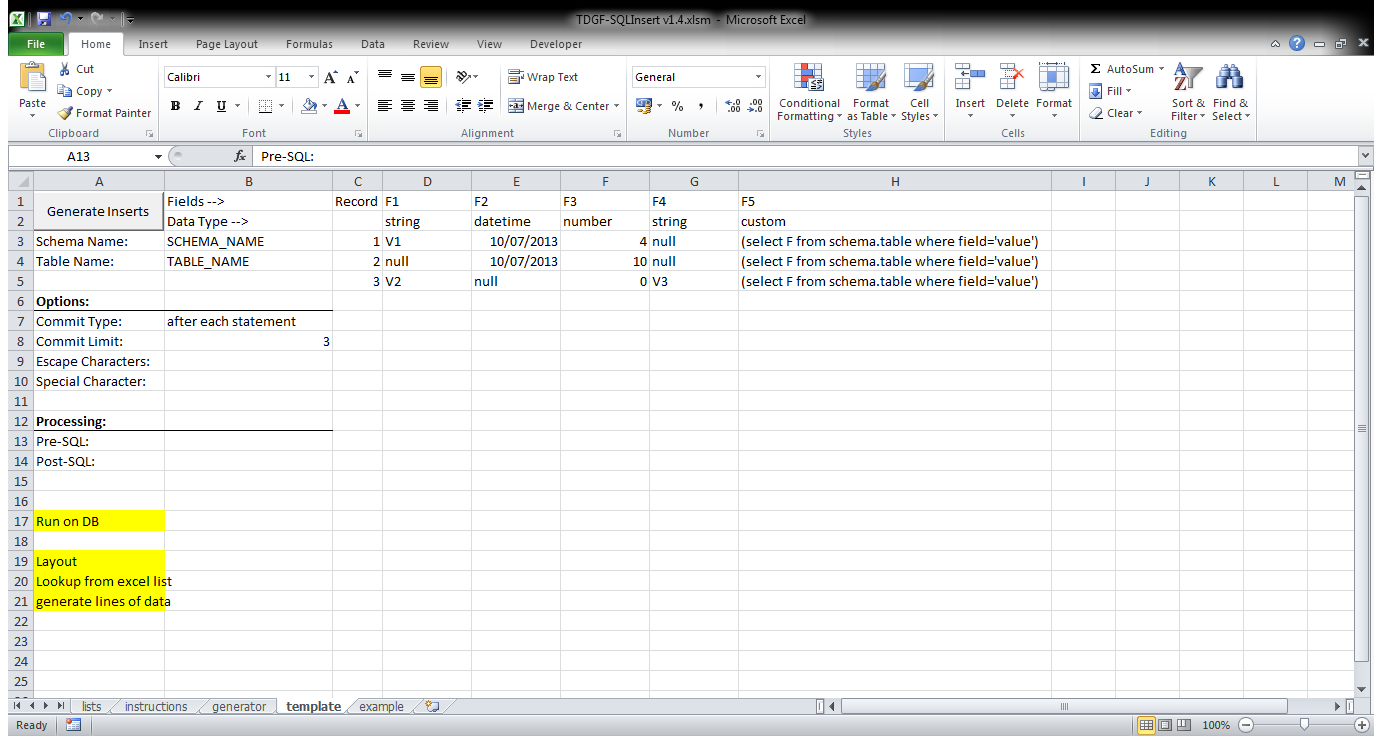 TDGF-SQLInsert v1.4.xlsm - Microsoft Excel
File Home Insert Page Layout Formulas Data Review View Developer
Cut Calibri 11 Wrap Text General AutoSum
Copy Fill
Paste Format Painter B I U Merge & Center % , Conditional Formatting Format as Table Cell Styles Insert Delete Format Clear Sort & Filter Find & Select
Clipboard Font Alignment Number Styles Cells Editing
A13 fx Pre-SQL:
A B C D E F G H I J K L M
1 Generate Inserts Fields --> Record F1 F2 F3 F4 F5
2 Data Type --> string datetime number string custom
3 Schema Name: SCHEMA_NAME 1 V1 10/07/2013 4 null (select F from schema.table where field='value')
4 Table Name: TABLE_NAME 2 null 10/07/2013 10 null (select F from schema.table where field='value')
5 3 V2 null 0 V3 (select F from schema.table where field='value')
6 Options:
7 Commit Type: after each statement
8 Commit Limit: 3
9 Escape Characters:
10 Special Character:
11
12 Processing:
13 Pre-SQL:
14 Post-SQL:
15
16
17 Run on DB
18
19 Layout
20 Lookup from excel list
21 generate lines of data
22
23
24
25
lists instructions generator template example
Ready 100%